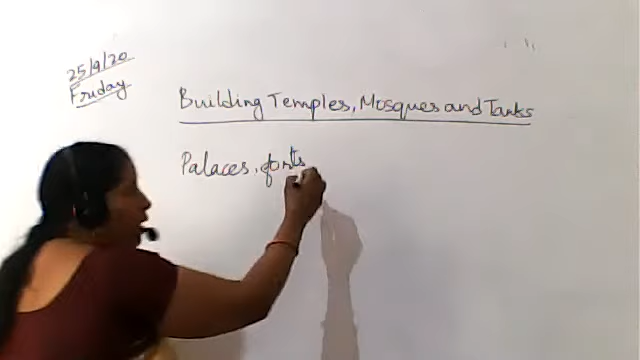 25/9/20
Friday
Building Temples, Mosques and Tanks
Palaces, forts